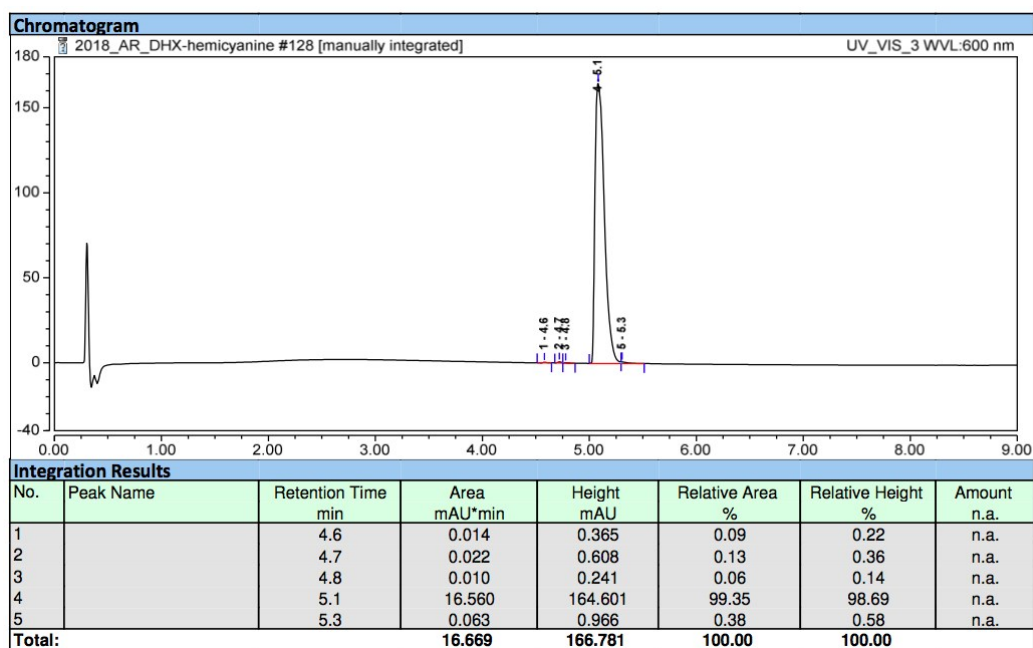 Chromatogram
2018_AR_DHX-hemicyanine #128 [manually integrated] UV_VIS_3 WVL:600 nm
180
150
100
50
0
-40
1 - 4.6
2 - 4.7
3 - 4.8
4 - 5.1
5 - 5.3
0.00 1.00 2.00 3.00 4.00 5.00 6.00 7.00 8.00 9.00
Integration Results
No. Peak Name Retention Time Area Height Relative Area Relative Height Amount
min mAU*min mAU % % n.a.
1 4.6 0.014 0.365 0.09 0.22 n.a.
2 4.7 0.022 0.608 0.13 0.36 n.a.
3 4.8 0.010 0.241 0.06 0.14 n.a.
4 5.1 16.560 164.601 99.35 98.69 n.a.
5 5.3 0.063 0.966 0.38 0.58 n.a.
Total: 16.669 166.781 100.00 100.00